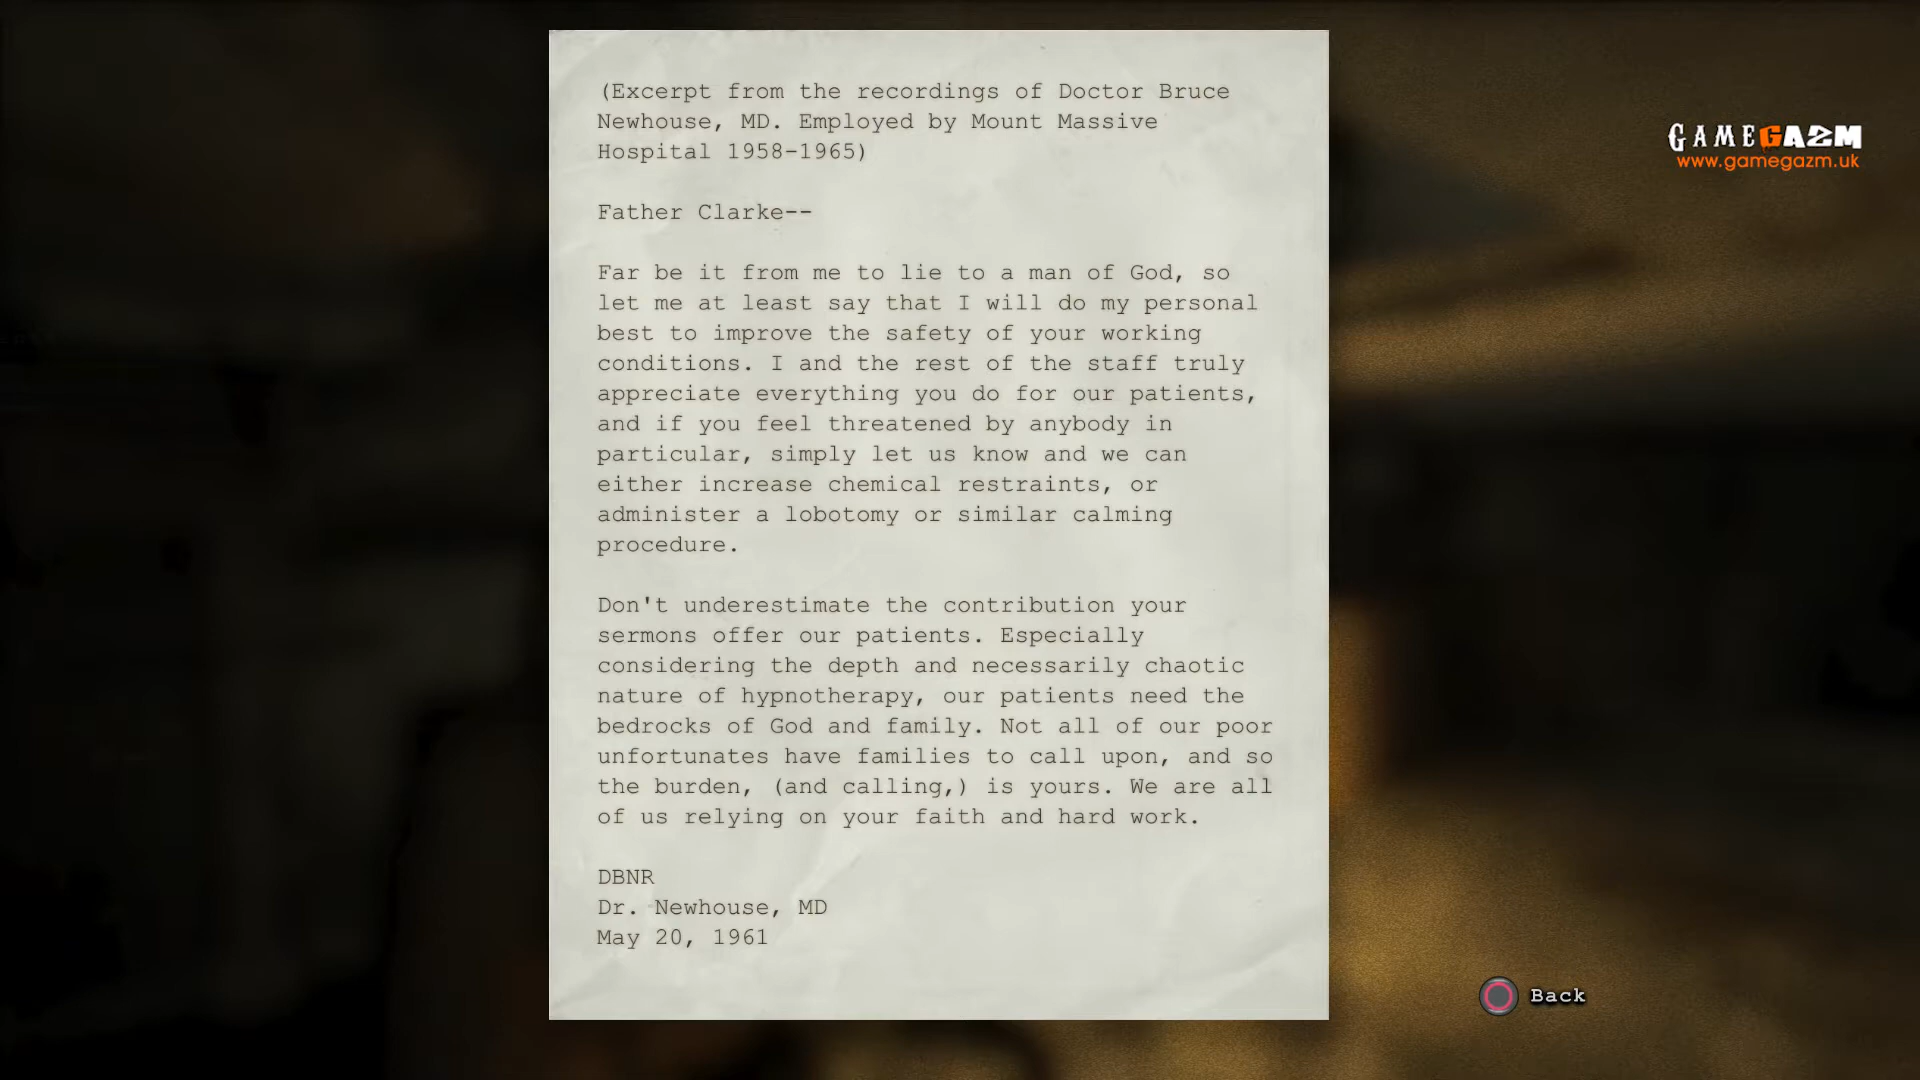 (Excerpt from the recordings of Doctor Bruce
Newhouse, MD. Employed by Mount Massive
Hospital 1958-1965)
Father Clarke--
Far be it from me to lie to a man of God, so
let me at least say that I will do my personal
best to improve the safety of your working
conditions. I and the rest of the staff truly
appreciate everything you do for our patients,
and if you feel threatened by anybody in
particular, simply let us know and we can
either increase chemical restraints, or
administer a lobotomy or similar calming
procedure.
Don't underestimate the contribution your
sermons offer our patients. Especially
considering the depth and necessarily chaotic
nature of hypnotherapy, our patients need the
bedrocks of God and family. Not all of our poor
unfortunates have families to call upon, and so
the burden, (and calling,) is yours. We are all
of us relying on your faith and hard work.
DBNR
Dr. Newhouse, MD
May 20, 1961
GAMEGAZM
www.gamegazm.uk
Back